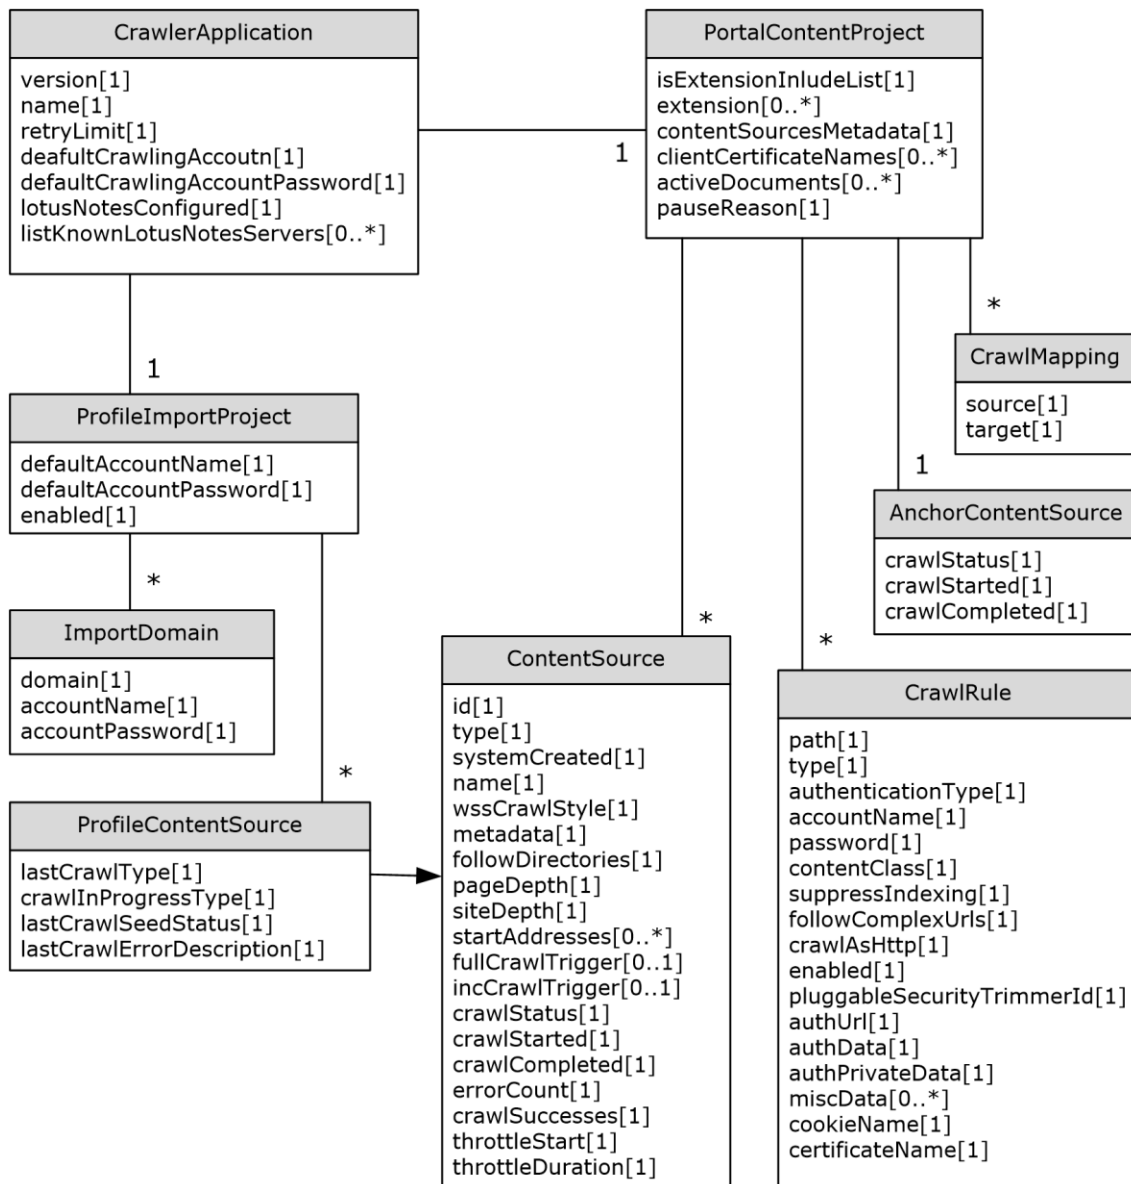 CrawlerApplication
version[1]
name[1]
retryLimit[1]
deafultCrawlingAccoutn[1]
defaultCrawlingAccountPassword[1]
lotusNotesConfigured[1]
listKnownLotusNotesServers[0..*]
1
PortalContentProject
isExtensionInludeList[1]
extension[0..*]
contentSourcesMetadata[1]
clientCertificateNames[0..*]
activeDocuments[0..*]
pauseReason[1]
1
ProfileImportProject
defaultAccountName[1]
defaultAccountPassword[1]
enabled[1]
*
CrawlMapping
source[1]
target[1]
1
AnchorContentSource
crawlStatus[1]
crawlStarted[1]
crawlCompleted[1]
*
ImportDomain
domain[1]
accountName[1]
accountPassword[1]
*
ProfileContentSource
lastCrawlType[1]
crawlInProgressType[1]
lastCrawlSeedStatus[1]
lastCrawlErrorDescription[1]
*
ContentSource
id[1]
type[1]
systemCreated[1]
name[1]
wssCrawlStyle[1]
metadata[1]
followDirectories[1]
pageDepth[1]
siteDepth[1]
startAddresses[0..*]
fullCrawlTrigger[0..1]
incCrawlTrigger[0..1]
crawlStatus[1]
crawlStarted[1]
crawlCompleted[1]
errorCount[1]
crawlSuccesses[1]
throttleStart[1]
throttleDuration[1]
*
CrawlRule
path[1]
type[1]
authenticationType[1]
accountName[1]
password[1]
contentClass[1]
suppressIndexing[1]
followComplexUrls[1]
crawlAsHttp[1]
enabled[1]
pluggableSecurityTrimmerId[1]
authUrl[1]
authData[1]
authPrivateData[1]
miscData[0..*]
cookieName[1]
certificateName[1]